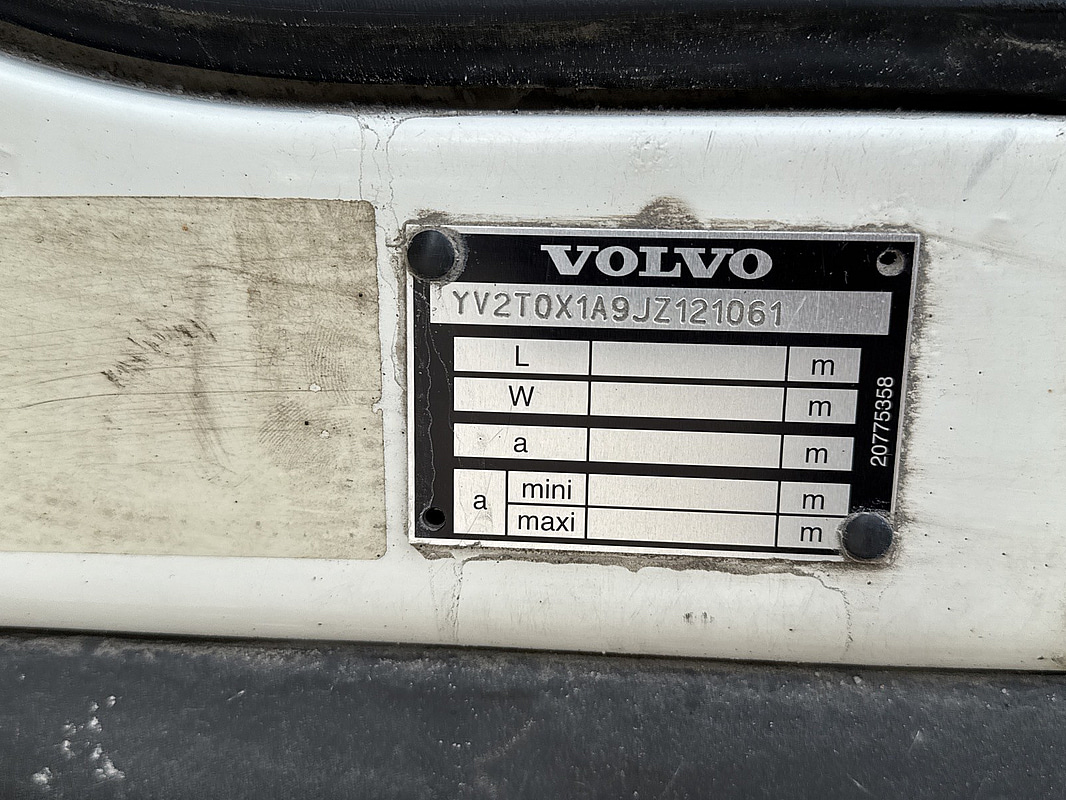 VOLVO
YV2T0X1A9JZ121061
L m
W m
a m
a mini m
maxi m
20775358